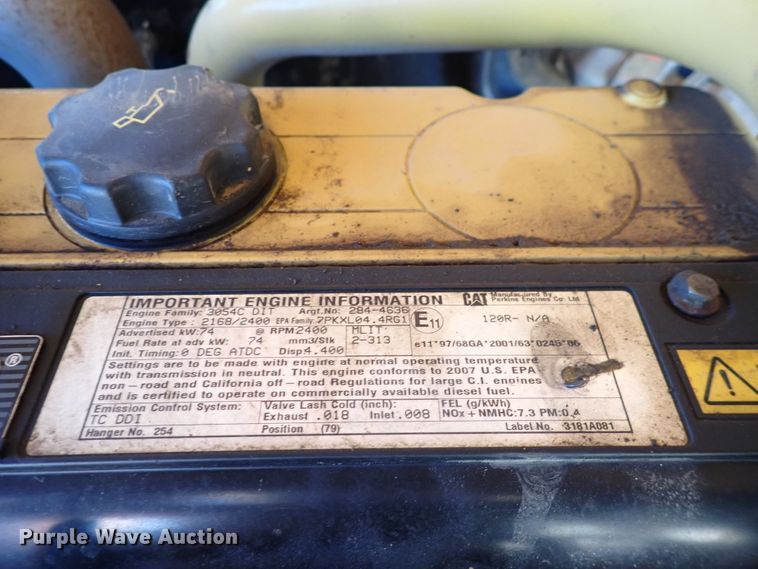 IMPORTANT ENGINE INFORMATION CAT Manufactured By
Perkins Engines Co. Ltd
Engine Family: 3054C DIT Argt.No: 284-4636
Engine Type: 2168/2400 EPA Family: 7PKXL04.4RG1
E11 120R- N/A
Advertised kW: 74 @ RPM 2400 MLIT:
Fuel Rate at adv kW: 74 mm3/Stk 2-313
Init. Timing: 0 DEG ATDC Disp 4.400
e11*97/68GA*2001/63*0245*06
Settings are to be made with engine at normal operating temperature
with transmission in neutral. This engine conforms to 2007 U.S. EPA
non-road and California off-road Regulations for large C.I. engines
and is certified to operate on commercially available diesel fuel.
Emission Control System: Valve Lash Cold (inch): FEL (g/kWh)
TC DDI Exhaust .018 Inlet .008 NOx + NMHC: 7.3 PM: 0.4
Hanger No. 254 Position (79) Label No. 3181A081
®
Purple Wave Auction®